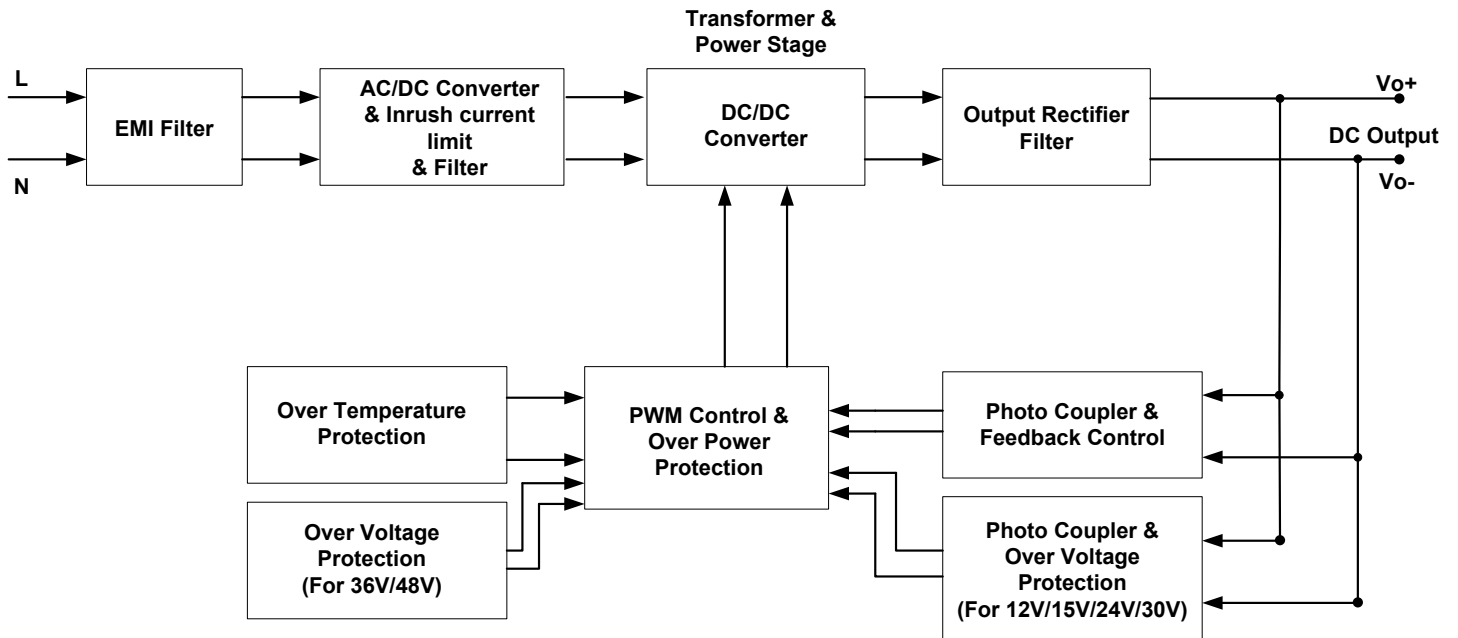 Transformer &
Power Stage
L
N
EMI Filter
AC/DC Converter
& Inrush current
limit
& Filter
DC/DC
Converter
Output Rectifier
Filter
Vo+
DC Output
Vo-
Over Temperature
Protection
PWM Control &
Over Power
Protection
Photo Coupler &
Feedback Control
Over Voltage
Protection
(For 36V/48V)
Photo Coupler &
Over Voltage
Protection
(For 12V/15V/24V/30V)